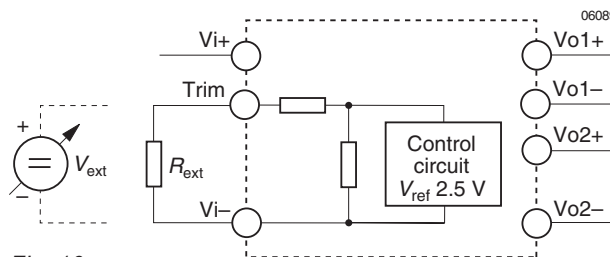 0608
Vi+
Vo1+
Trim
Vo1–
+
Control
circuit
Vref 2.5 V
Vo2+
Vext
Rext
–
Vi–
Vo2–